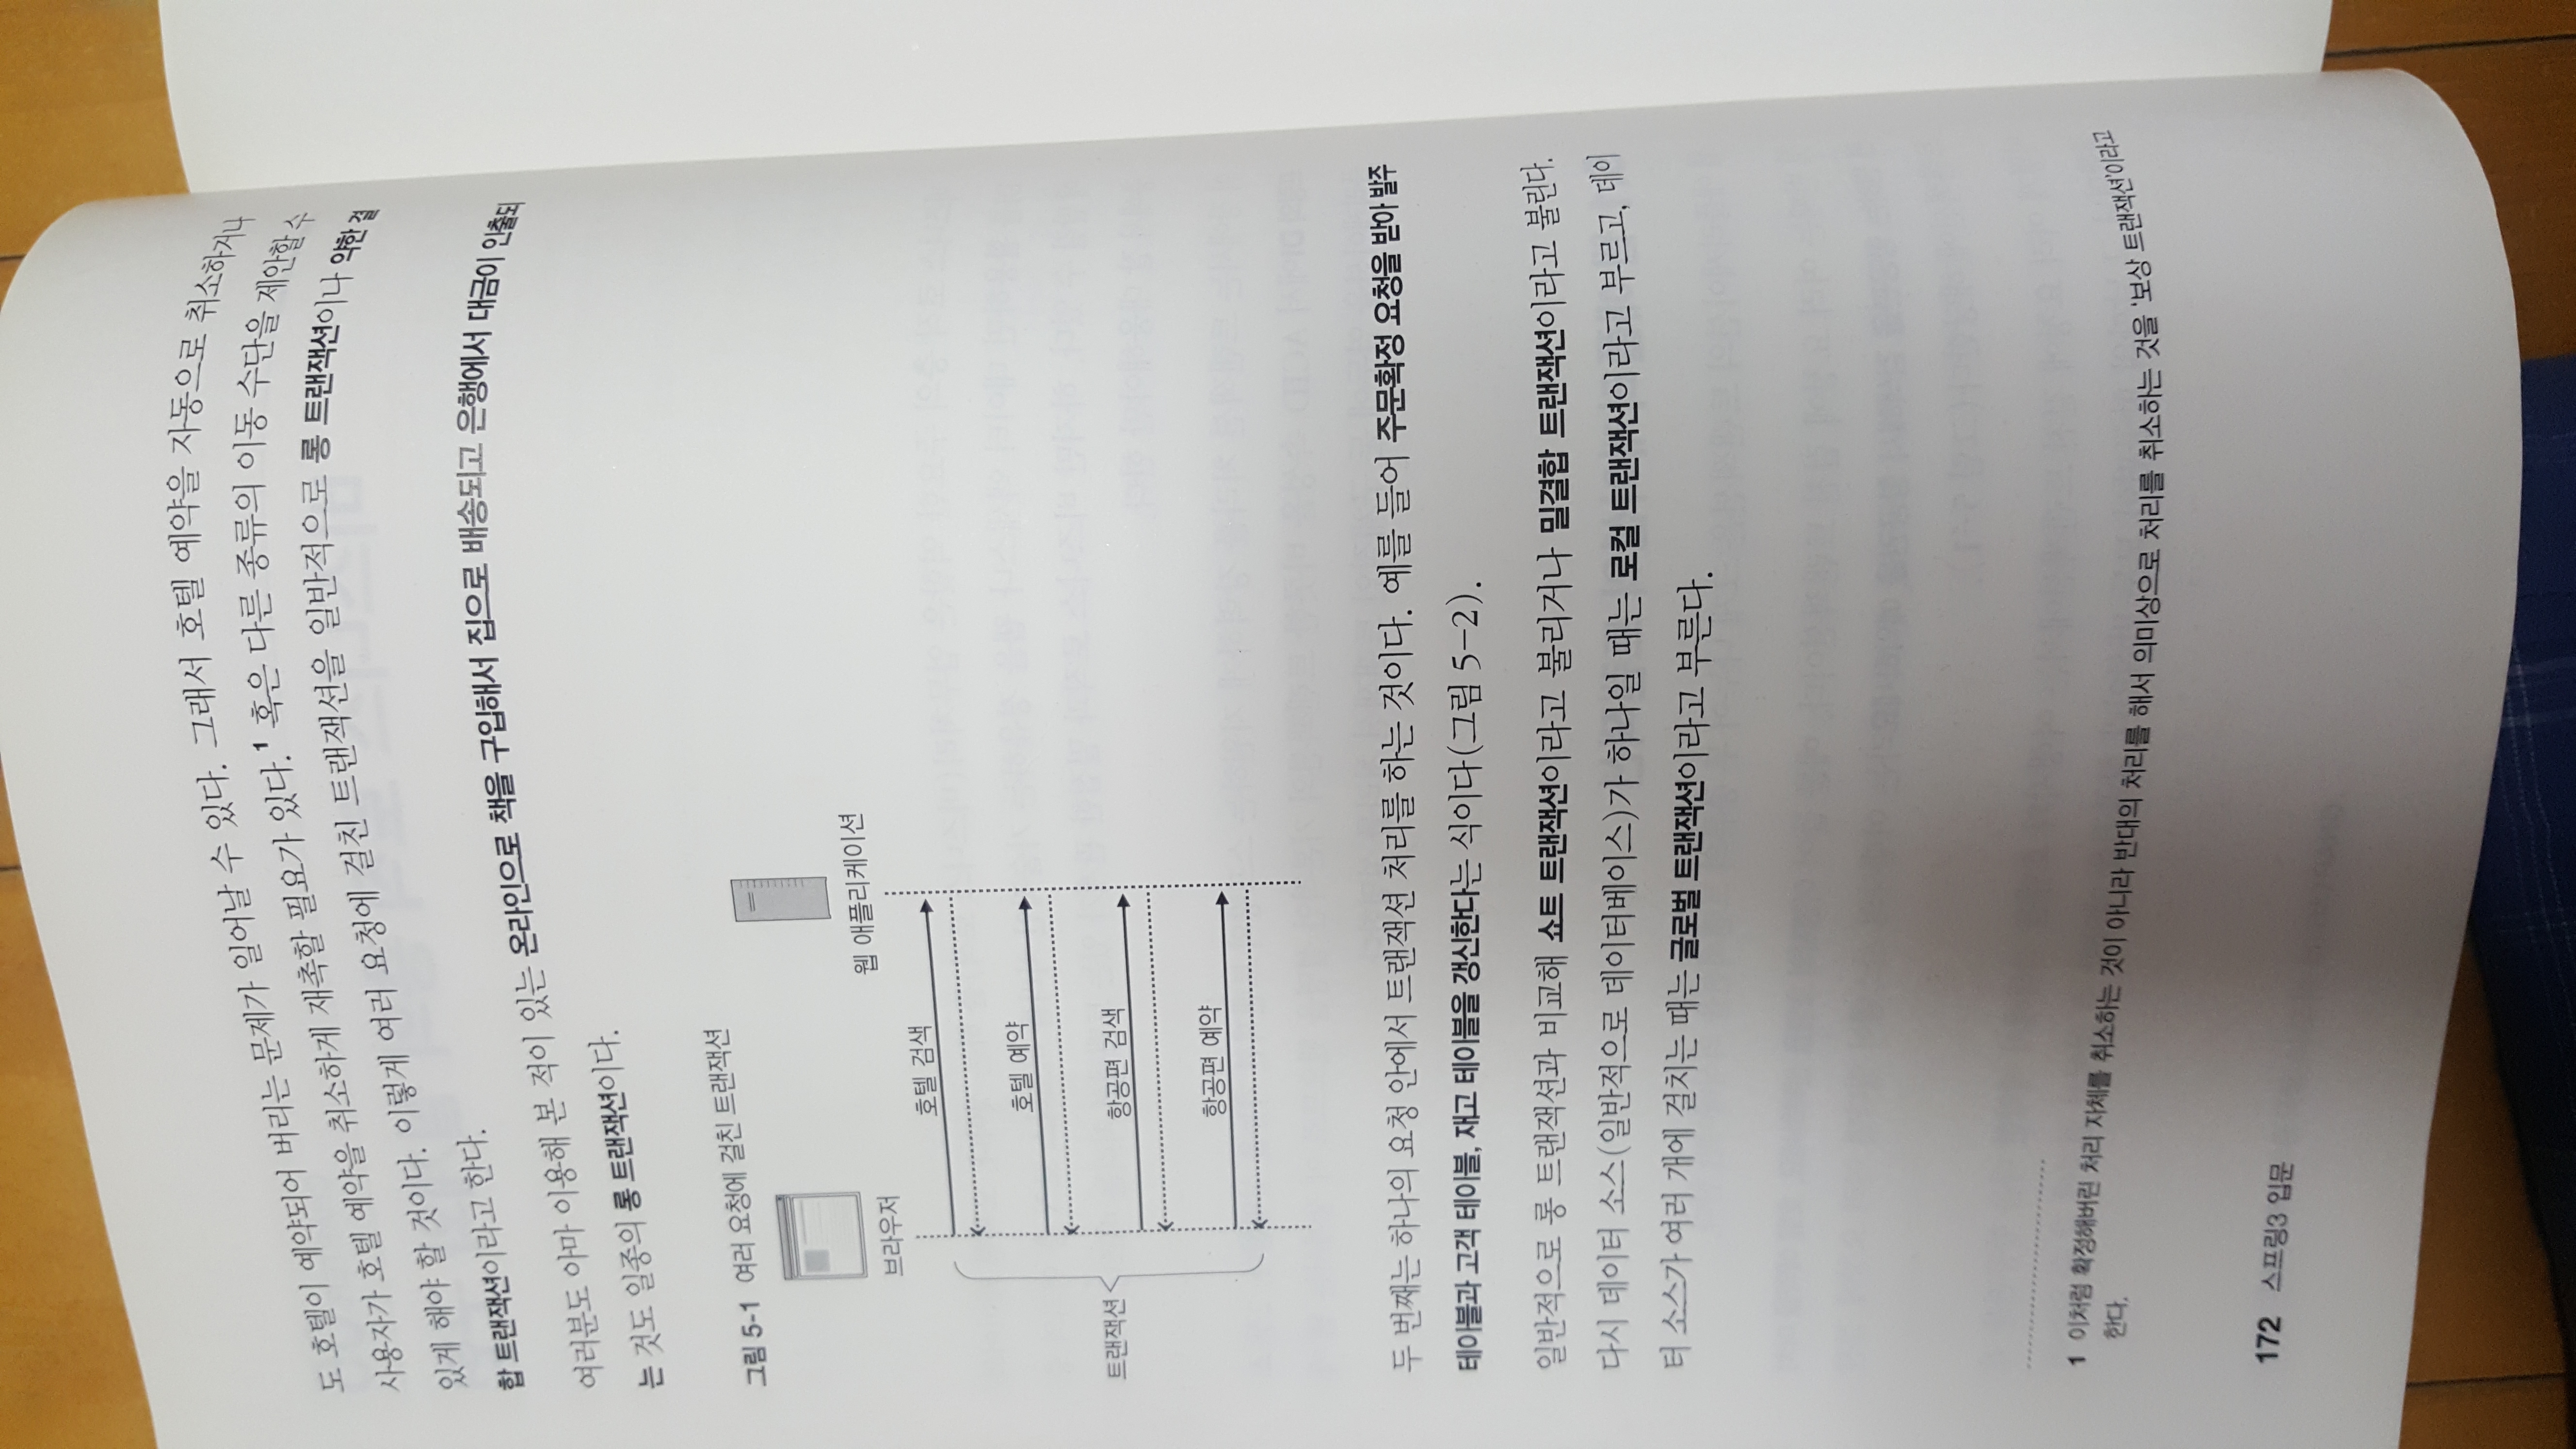 도 호텔이 예약되어 버리는 문제가 일어날 수 있다. 그래서 호텔 예약을 자동으로 취소하거나
사용자가 호텔 예약을 취소하게 재촉할 필요가 있다.1 혹은 다른 종류의 이동 수단을 제안할 수
있게 해야 할 것이다. 이렇게 여러 요청에 걸친 트랜잭션을 일반적으로 롱 트랜잭션이나 약한 결
합 트랜잭션이라고 한다.
여러분도 아마 이용해 본 적이 있는 온라인으로 책을 구입해서 집으로 배송되고 은행에서 대금이 인출되
는 것도 일종의 롱 트랜잭션이다.
그림 5-1 여러 요청에 걸친 트랜잭션
브라우저
웹 애플리케이션
호텔 검색
호텔 예약
트랜잭션
항공편 검색
항공편 예약
두 번째는 하나의 요청 안에서 트랜잭션 처리를 하는 것이다. 예를 들어 주문확정 요청을 받아 발주
테이블과 고객 테이블, 재고 테이블을 갱신한다는 식이다(그림 5-2).
일반적으로 롱 트랜잭션과 비교해 쇼트 트랜잭션이라고 불리거나 밀결합 트랜잭션이라고 불린다.
다시 데이터 소스(일반적으로 데이터베이스)가 하나일 때는 로컬 트랜잭션이라고 부르고, 데이
터 소스가 여러 개에 걸치는 때는 글로벌 트랜잭션이라고 부른다.
1 이처럼 확정해버린 처리 자체를 취소하는 것이 아니라 반대의 처리를 해서 의미상으로 처리를 취소하는 것을 '보상 트랜잭션'이라고
한다.
172 스프링3 입문